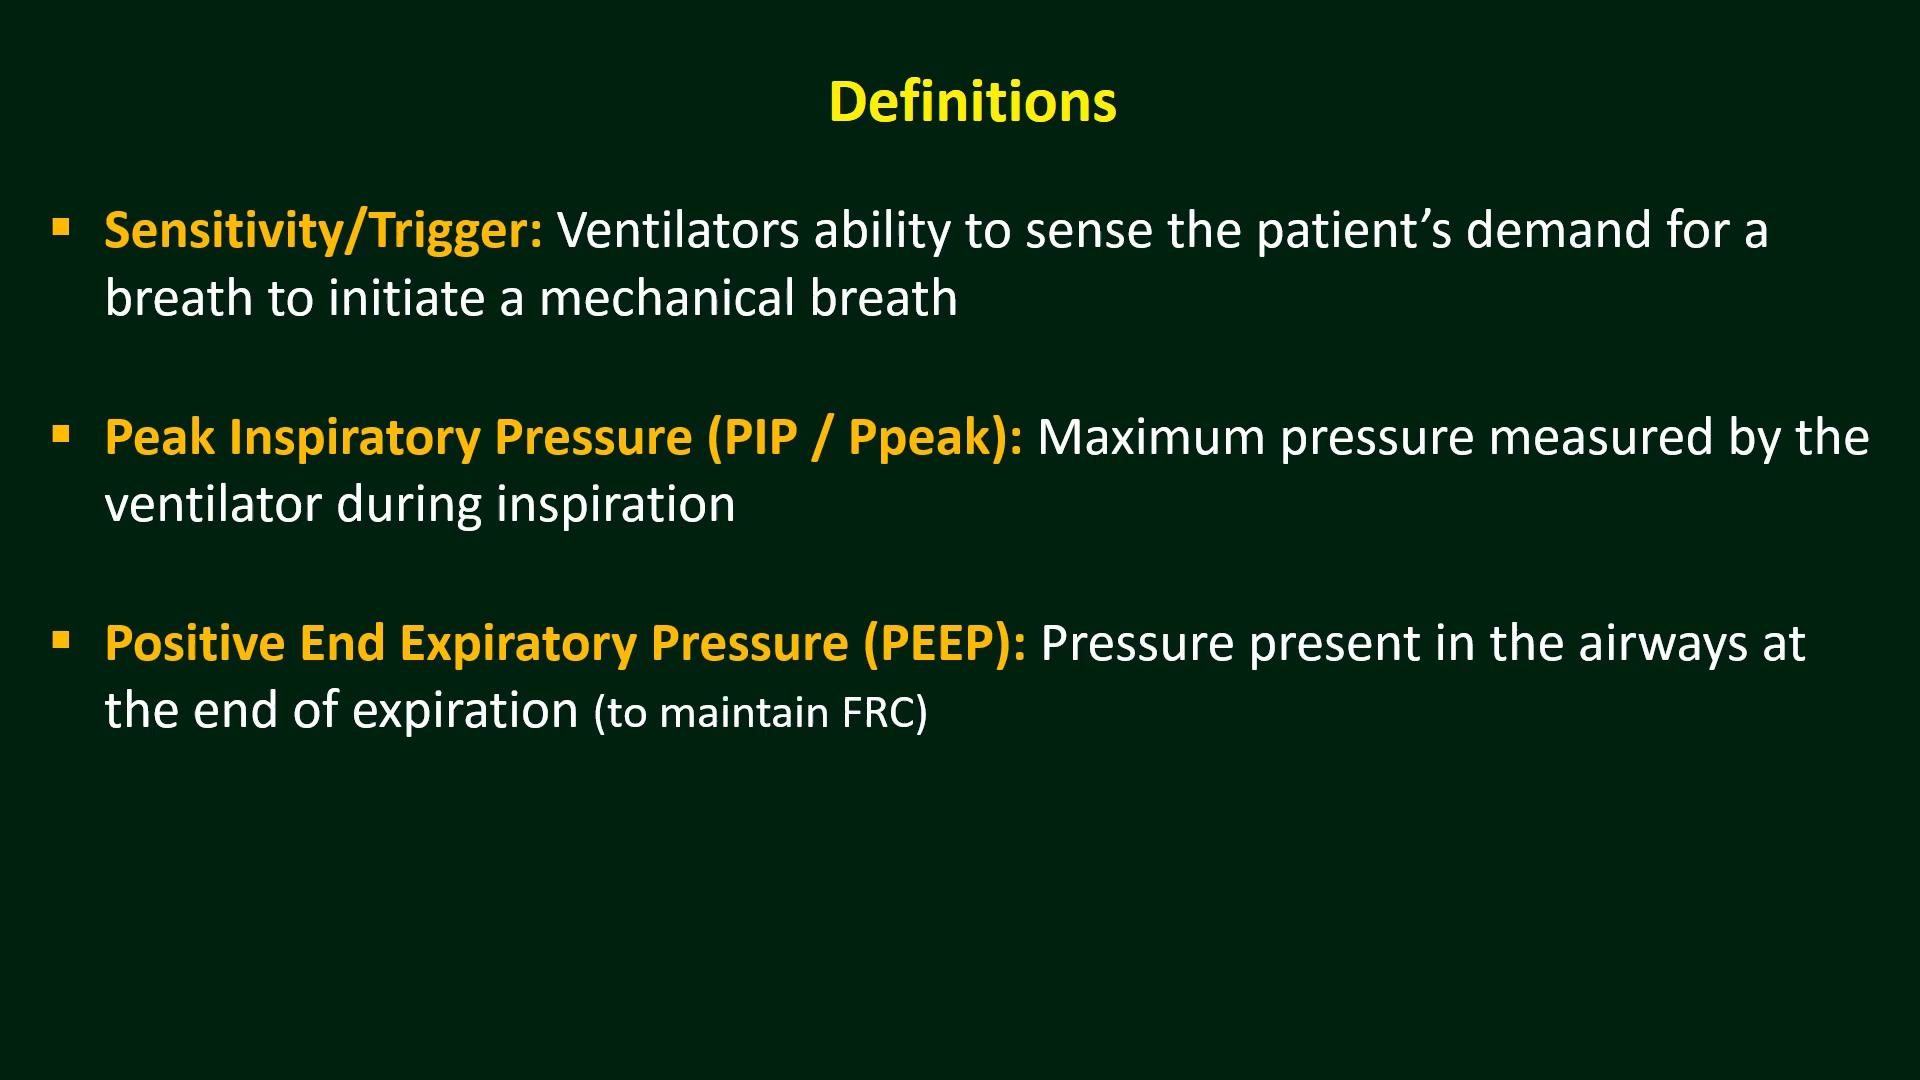 Definitions
▪ Sensitivity/Trigger: Ventilators ability to sense the patient’s demand for a
breath to initiate a mechanical breath
▪ Peak Inspiratory Pressure (PIP / Ppeak): Maximum pressure measured by the
ventilator during inspiration
▪ Positive End Expiratory Pressure (PEEP): Pressure present in the airways at
the end of expiration (to maintain FRC)